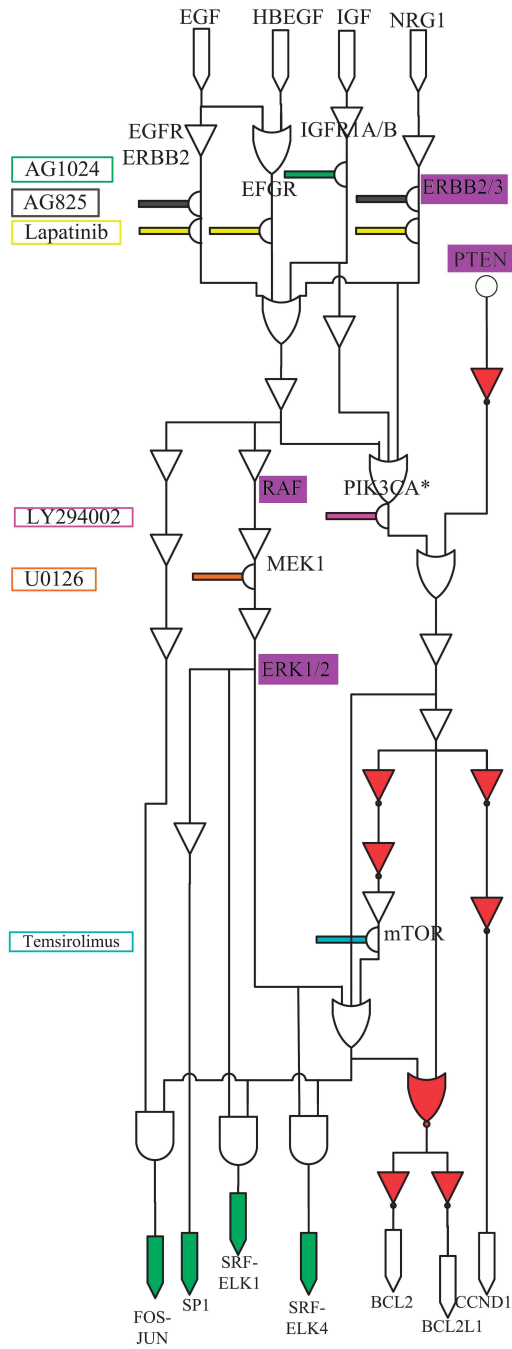 EGF
HBEGF
IGF
NRG1
EGFR
ERBB2
IGFR1A/B
AG1024
EFGR
ERBB2/3
AG825
Lapatinib
PTEN
RAF
PIK3CA*
LY294002
MEK1
U0126
ERK1/2
mTOR
Temsirolimus
SRF-
ELK1
SP1
FOS-
JUN
SRF-
ELK4
BCL2
BCL2L1
CCND1